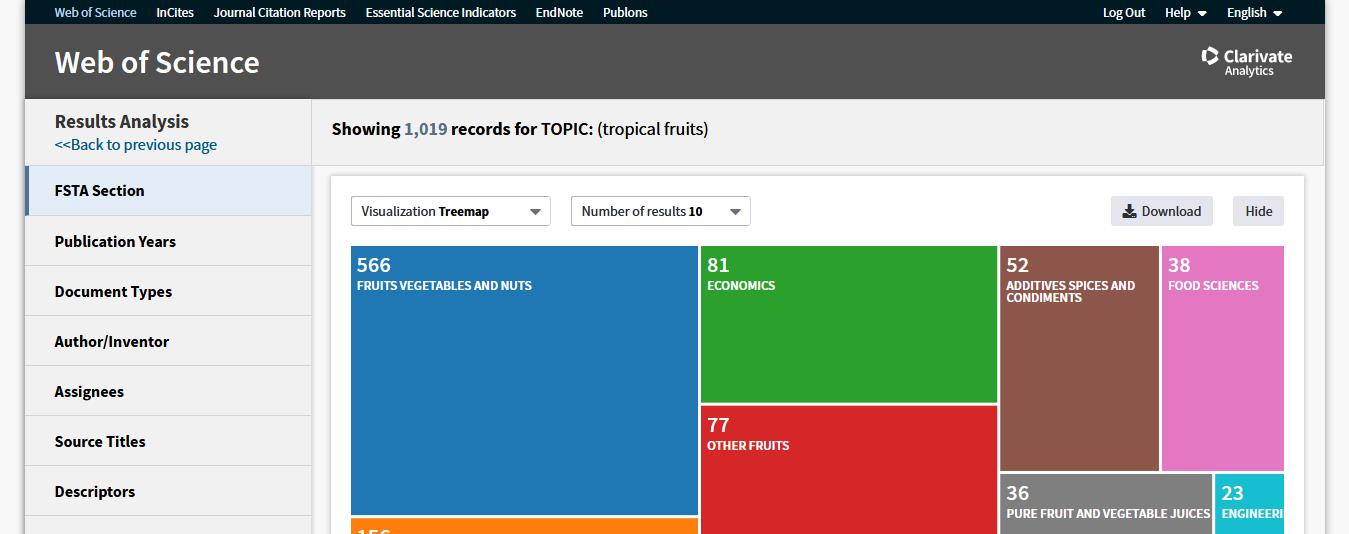 Web of Science InCites Journal Citation Reports Essential Science Indicators EndNote Publons Log Out Help English
Web of Science
Clarivate
Analytics
Results Analysis
<<Back to previous page
Showing 1,019 records for TOPIC: (tropical fruits)
FSTA Section
Publication Years
Document Types
Author/Inventor
Assignees
Source Titles
Descriptors
Visualization Treemap
Number of results 10
Download
Hide
566
FRUITS VEGETABLES AND NUTS
81
ECONOMICS
52
ADDITIVES SPICES AND
CONDIMENTS
38
FOOD SCIENCES
77
OTHER FRUITS
36
PURE FRUIT AND VEGETABLE JUICES
23
ENGINEERI